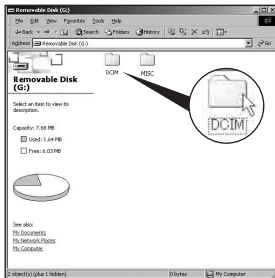 Removable Disk (G:)
File Edit View Favorites Tools Help
Back Search Folders History
Address Removable Disk (G:) Go
DCIM MISC
Removable Disk
(G:)
Select an item to view its
description.
Capacity: 7.68 MB
Used: 1.64 MB
Free: 6.03 MB
DCIM
See also:
My Documents
My Network Places
My Computer
2 object(s) (plus 1 hidden) 0 bytes My Computer